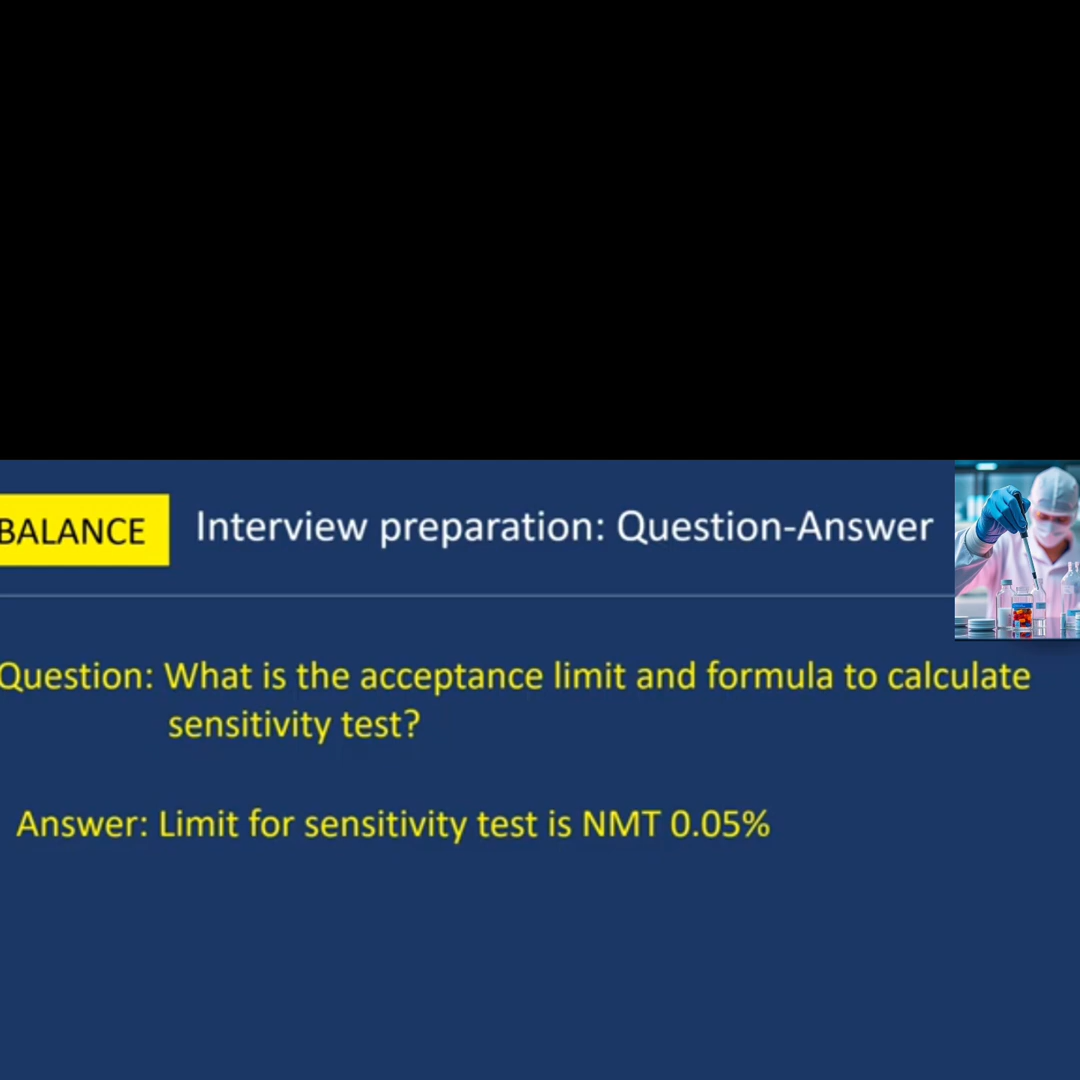 BALANCE
Interview preparation: Question-Answer
Question: What is the acceptance limit and formula to calculate
sensitivity test?
Answer: Limit for sensitivity test is NMT 0.05%